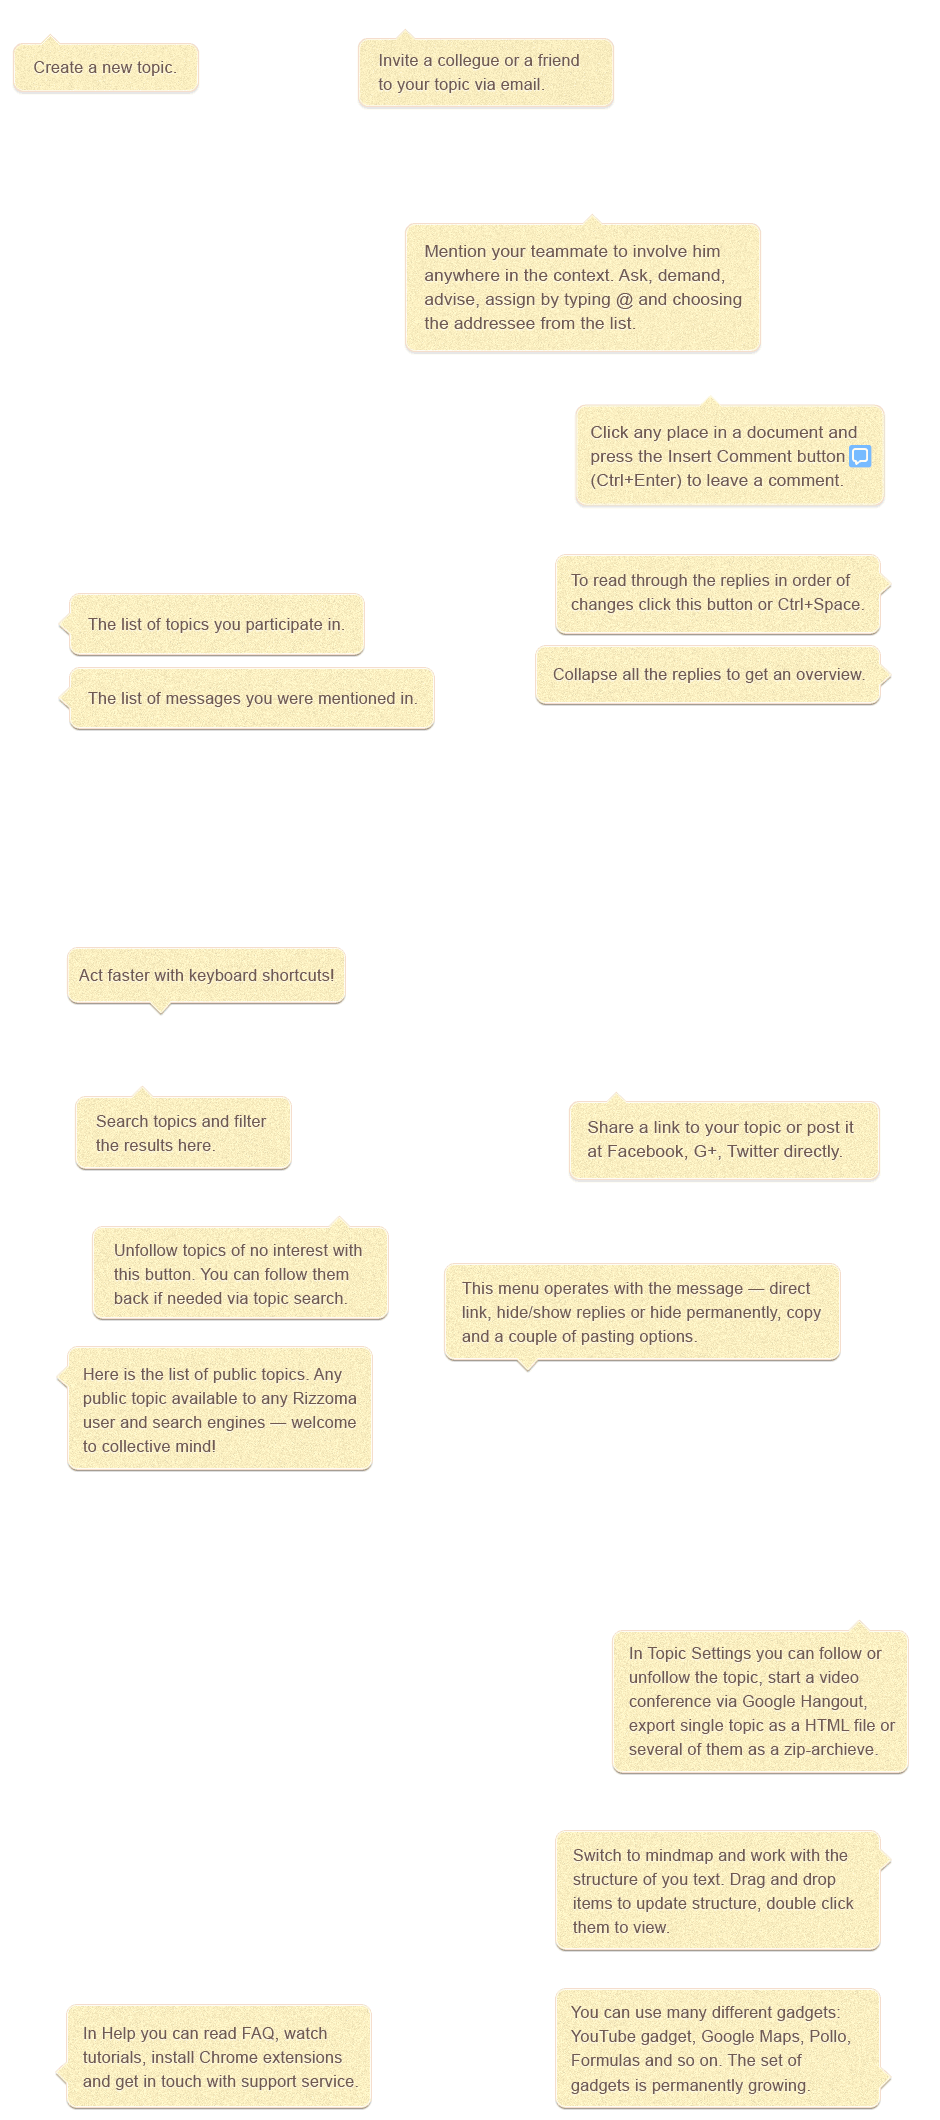 Create a new topic.
Invite a collegue or a friend
to your topic via email.
Mention your teammate to involve him
anywhere in the context. Ask, demand,
advise, assign by typing @ and choosing
the addressee from the list.
Click any place in a document and
press the Insert Comment button
(Ctrl+Enter) to leave a comment.
To read through the replies in order of
changes click this button or Ctrl+Space.
The list of topics you participate in.
Collapse all the replies to get an overview.
The list of messages you were mentioned in.
Act faster with keyboard shortcuts!
Search topics and filter
the results here.
Share a link to your topic or post it
at Facebook, G+, Twitter directly.
Unfollow topics of no interest with
this button. You can follow them
back if needed via topic search.
This menu operates with the message — direct
link, hide/show replies or hide permanently, copy
and a couple of pasting options.
Here is the list of public topics. Any
public topic available to any Rizzoma
user and search engines — welcome
to collective mind!
In Topic Settings you can follow or
unfollow the topic, start a video
conference via Google Hangout,
export single topic as a HTML file or
several of them as a zip-archieve.
Switch to mindmap and work with the
structure of you text. Drag and drop
items to update structure, double click
them to view.
In Help you can read FAQ, watch
tutorials, install Chrome extensions
and get in touch with support service.
You can use many different gadgets:
YouTube gadget, Google Maps, Pollo,
Formulas and so on. The set of
gadgets is permanently growing.